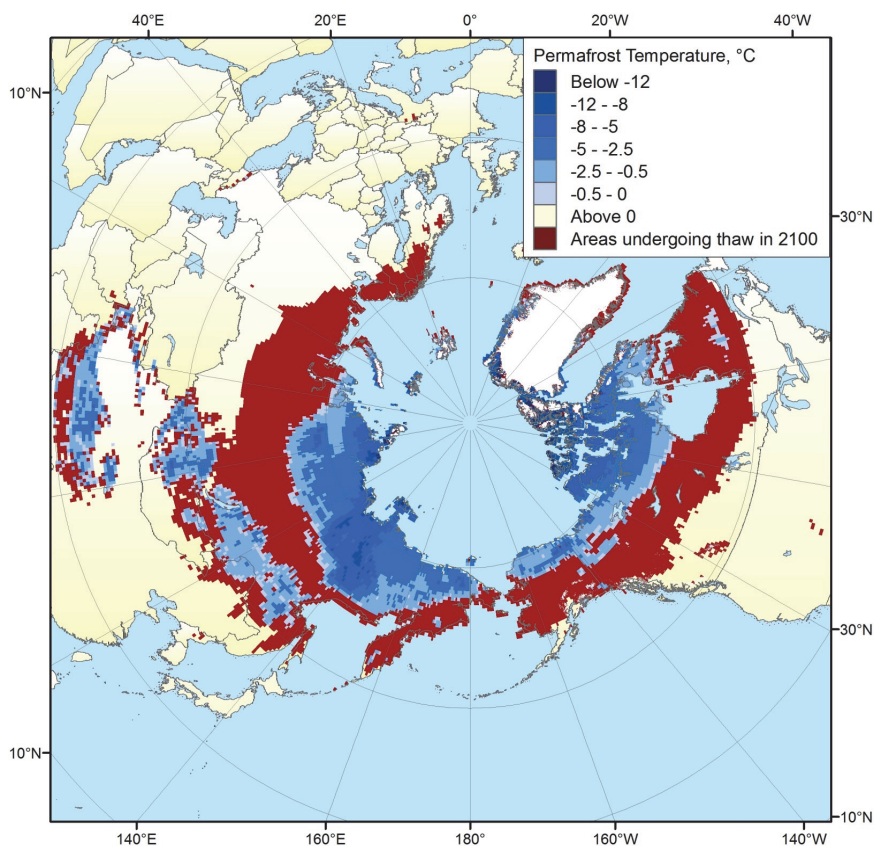 40°E 20°E 0° 20°W 40°W
Permafrost Temperature, °C
Below -12
-12 - -8
-8 - -5
-5 - -2.5
-2.5 - -0.5
-0.5 - 0
Above 0
Areas undergoing thaw in 2100
10°N
30°N
30°N
10°N
10°N
140°E 160°E 180° 160°W 140°W